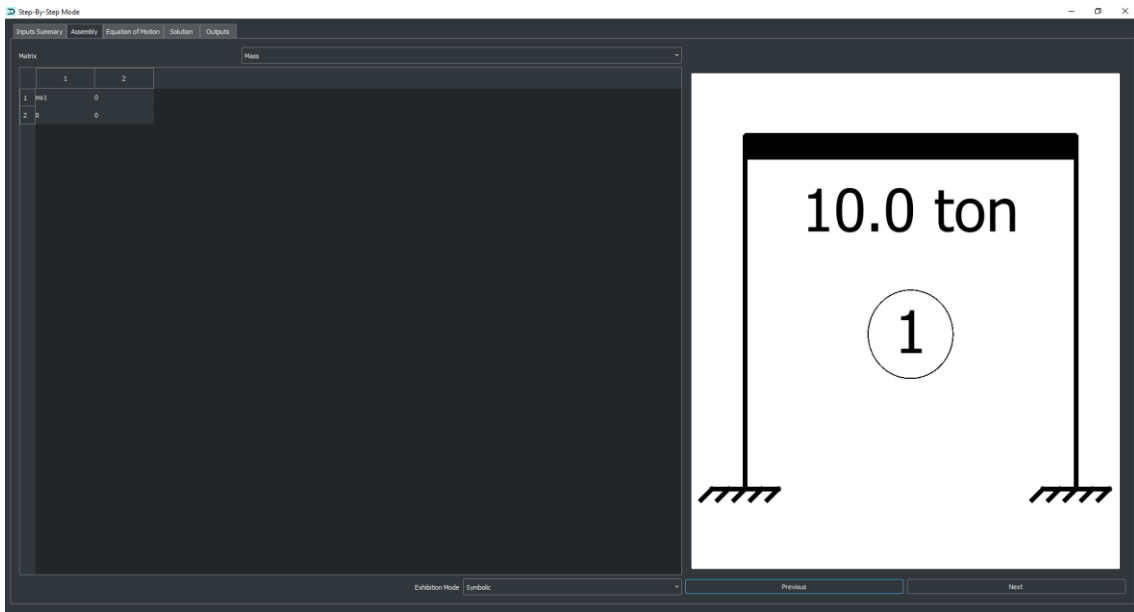 Step-By-Step Mode
Inputs Summary Assembly Equation of Motion Solution Outputs
Matrix Mass
1 2
1 ms1 0
2 0 0
10.0 ton
1
Exhibition Mode Symbolic Previous Next